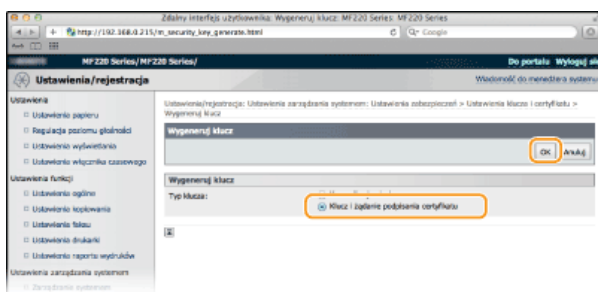 Zdalny interfejs użytkownika: Wygeneruj klucz: MF220 Series: MF220 Series
http://192.168.0.215/m_security_key_generate.html
Google
MF220 Series/MF220 Series/
Do portalu Wyloguj si
Ustawienia/rejestracja
Wiadomość do menedżera systemu
Ustawienia
Ustawienia papieru
Regulacja poziomu głośności
Ustawienia wyświetlania
Ustawienia włącznika czasowego
Ustawienia funkcji
Ustawienia ogólne
Ustawienia kopiowania
Ustawienia faksu
Ustawienia drukarki
Ustawienia raportu wydruków
Ustawienia zarządzania systemem
Zarządzanie systemem
Ustawienia/rejestracja: Ustawienia zarządzania systemem: Ustawienia zabezpieczeń > Ustawienia klucza i certyfikatu >
Wygeneruj klucz
Wygeneruj klucz
OK
Anuluj
Wygeneruj klucz
Typ klucza:
Klucz i żądanie podpisania certyfikatu